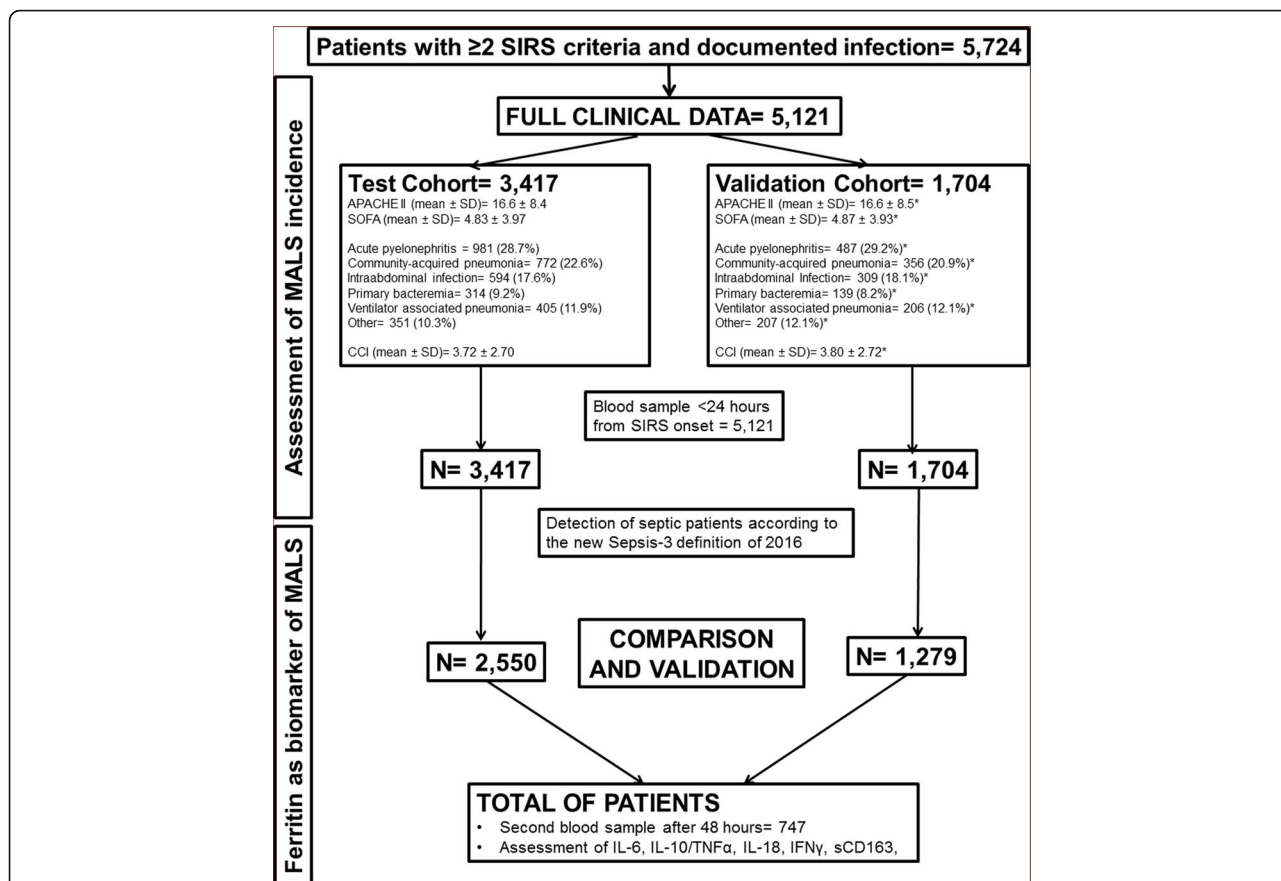 Patients with ≥2 SIRS criteria and documented infection= 5,724
Assessment of MALS incidence
FULL CLINICAL DATA= 5,121
Test Cohort= 3,417
APACHE II (mean ± SD)= 16.6 ± 8.4
SOFA (mean ± SD)= 4.83 ± 3.97
Acute pyelonephritis = 981 (28.7%)
Community-acquired pneumonia= 772 (22.6%)
Intraabdominal infection= 594 (17.6%)
Primary bacteremia= 314 (9.2%)
Ventilator associated pneumonia= 405 (11.9%)
Other= 351 (10.3%)
CCI (mean ± SD)= 3.72 ± 2.70
Validation Cohort= 1,704
APACHE II (mean ± SD)= 16.6 ± 8.5*
SOFA (mean ± SD)= 4.87 ± 3.93*
Acute pyelonephritis= 487 (29.2%)*
Community-acquired pneumonia= 356 (20.9%)*
Intraabdominal Infection= 309 (18.1%)*
Primary bacteremia= 139 (8.2%)*
Ventilator associated pneumonia= 206 (12.1%)*
Other= 207 (12.1%)*
CCI (mean ± SD)= 3.80 ± 2.72*
Blood sample <24 hours
from SIRS onset = 5,121
N= 3,417
N= 1,704
Detection of septic patients according to
the new Sepsis-3 definition of 2016
Ferritin as biomarker of MALS
N= 2,550
COMPARISON
AND VALIDATION
N= 1,279
TOTAL OF PATIENTS
• Second blood sample after 48 hours= 747
• Assessment of IL-6, IL-10/TNFα, IL-18, IFNγ, sCD163,